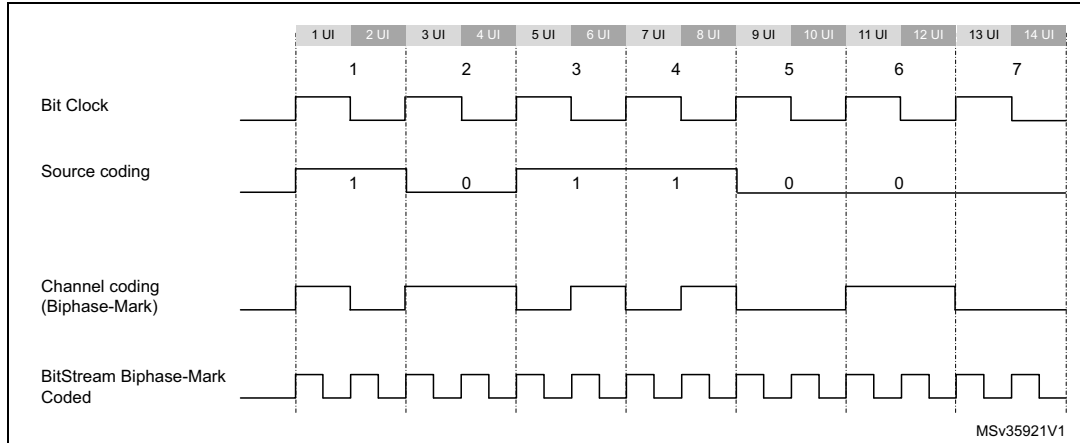 1 UI 2 UI 3 UI 4 UI 5 UI 6 UI 7 UI 8 UI 9 UI 10 UI 11 UI 12 UI 13 UI 14 UI
1 2 3 4 5 6 7
Bit Clock
Source coding
1 0 1 1 0 0
Channel coding
(Biphase-Mark)
BitStream Biphase-Mark
Coded
MSv35921V1